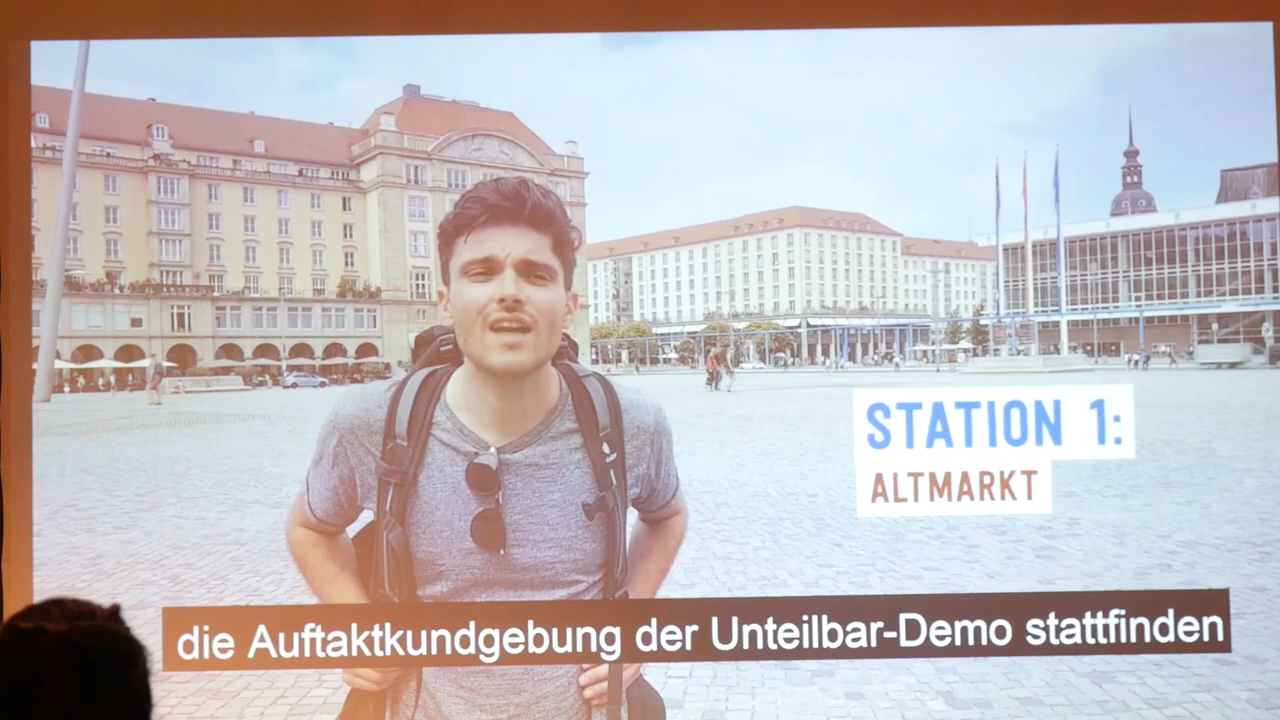 STATION 1:
ALTMARKT
die Auftaktkundgebung der Unteilbar-Demo stattfinden